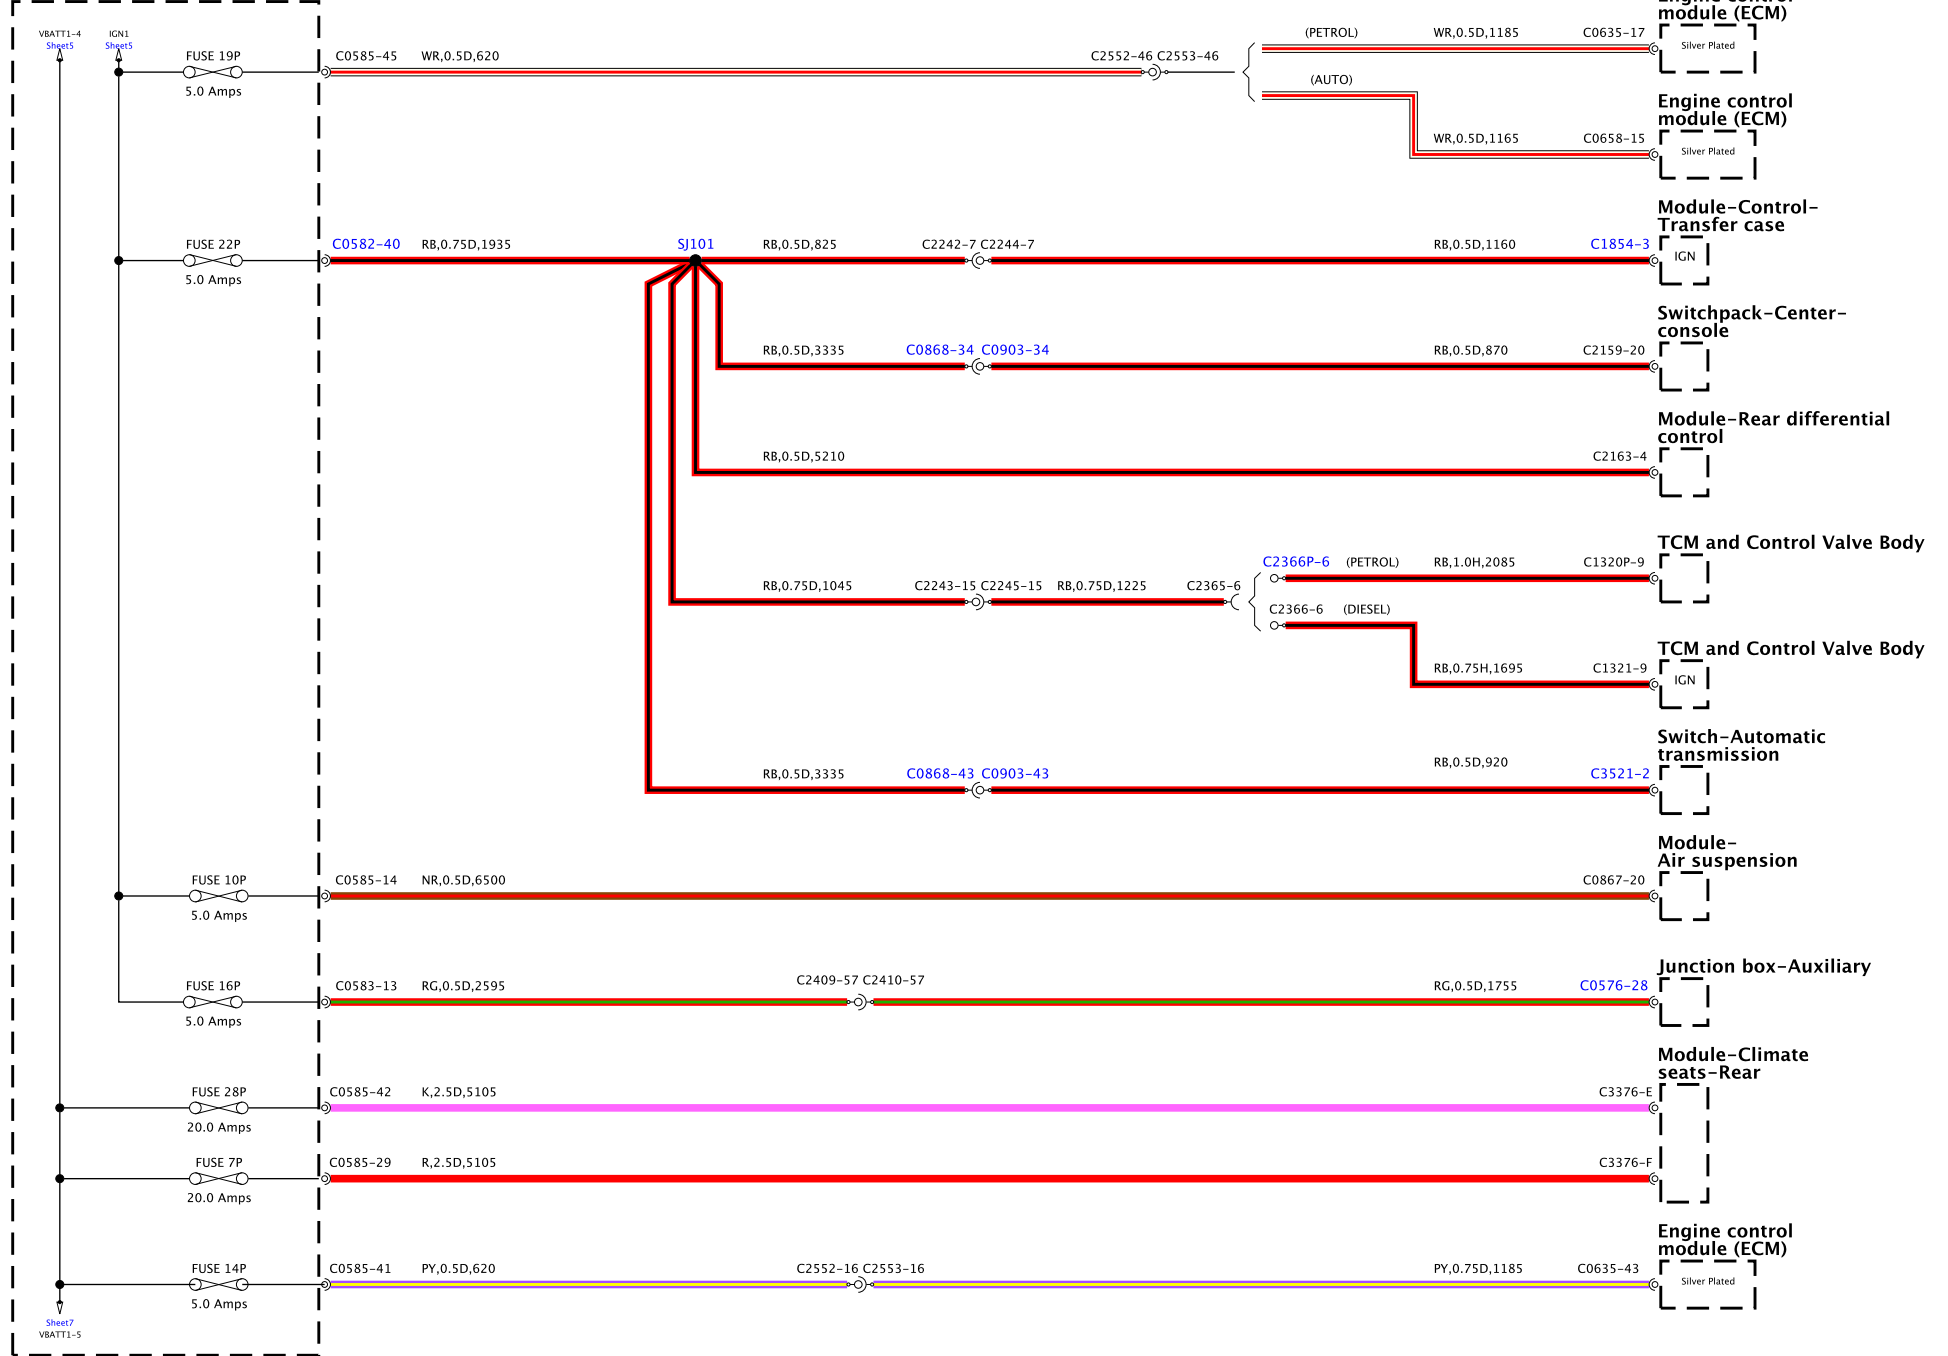 Engine control
module (ECM)
VBATT1-4 IGN1
Sheet5 Sheet5
(PETROL) WR,0.5D,1185 C0635-17 Silver Plated
FUSE 19P C0585-45 WR,0.5D,620 C2552-46 C2553-46
5.0 Amps
(AUTO)
Engine control
module (ECM)
WR,0.5D,1165 C0658-15 Silver Plated
Module-Control-
Transfer case
FUSE 22P C0582-40 RB,0.75D,1935 SJ101 RB,0.5D,825 C2242-7 C2244-7 RB,0.5D,1160 C1854-3
IGN
5.0 Amps
Switchpack-Center-
console
RB,0.5D,3335 C0868-34 C0903-34 RB,0.5D,870 C2159-20
Module-Rear differential
control
RB,0.5D,5210 C2163-4
TCM and Control Valve Body
C2366P-6 (PETROL) RB,1.0H,2085 C1320P-9
RB,0.75D,1045 C2243-15 C2245-15 RB,0.75D,1225 C2365-6
C2366-6 (DIESEL)
TCM and Control Valve Body
RB,0.75H,1695 C1321-9
IGN
Switch-Automatic
transmission
RB,0.5D,920
RB,0.5D,3335 C0868-43 C0903-43 C3521-2
Module-
Air suspension
FUSE 10P C0585-14 NR,0.5D,6500 C0867-20
5.0 Amps
Junction box-Auxiliary
C2409-57 C2410-57
FUSE 16P C0583-13 RG,0.5D,2595 RG,0.5D,1755 C0576-28
5.0 Amps
Module-Climate
seats-Rear
FUSE 28P C0585-42 K,2.5D,5105 C3376-E
20.0 Amps
FUSE 7P C0585-29 R,2.5D,5105 C3376-F
20.0 Amps
Engine control
module (ECM)
FUSE 14P C0585-41 PY,0.5D,620 C2552-16 C2553-16 PY,0.75D,1185 C0635-43
Silver Plated
5.0 Amps
Sheet7
VBATT1-5